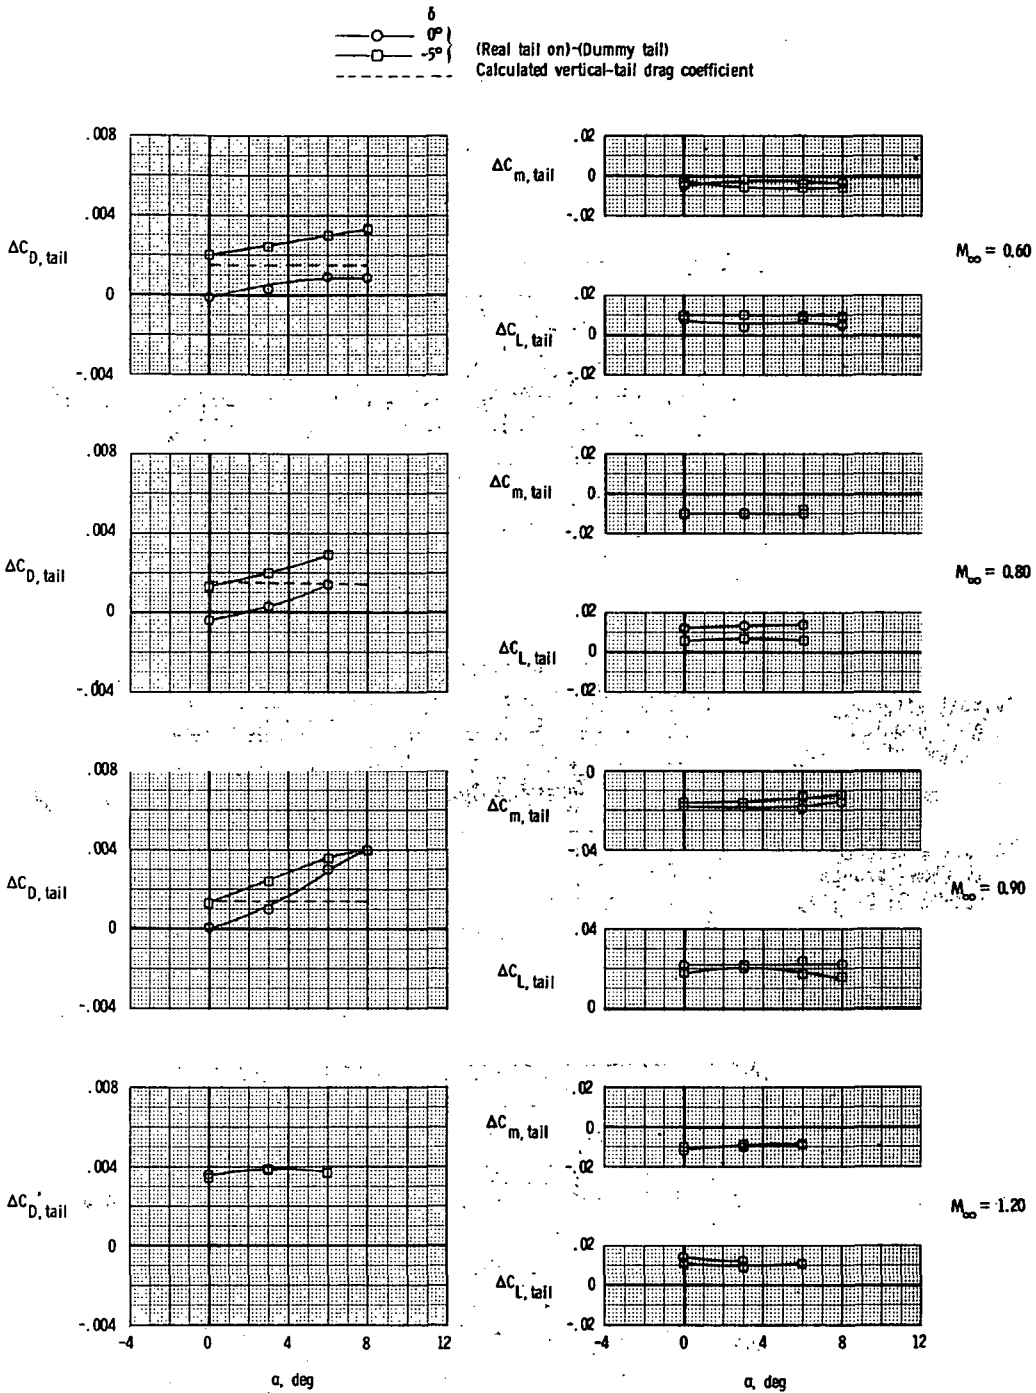 δ
0°
-5°
(Real tail on)-(Dummy tail)
Calculated vertical-tail drag coefficient
.008
.004
ΔC_D, tail
0
-.004
.02
ΔC_m, tail
0
-.02
M∞ = 0.60
.02
ΔC_L, tail
0
-.02
.008
.004
ΔC_D, tail
0
-.004
.02
ΔC_m, tail
0
-.02
M∞ = 0.80
.02
ΔC_L, tail
0
-.02
.008
.004
ΔC_D, tail
0
-.004
0
ΔC_m, tail
-.04
M∞ = 0.90
.04
ΔC_L, tail
0
.008
.004
ΔC_D, tail
0
-.004
-4 0 4 8 12
α, deg
.02
ΔC_m, tail
0
-.02
M∞ = 1.20
.02
ΔC_L, tail
0
-.02
-4 0 4 8 12
α, deg